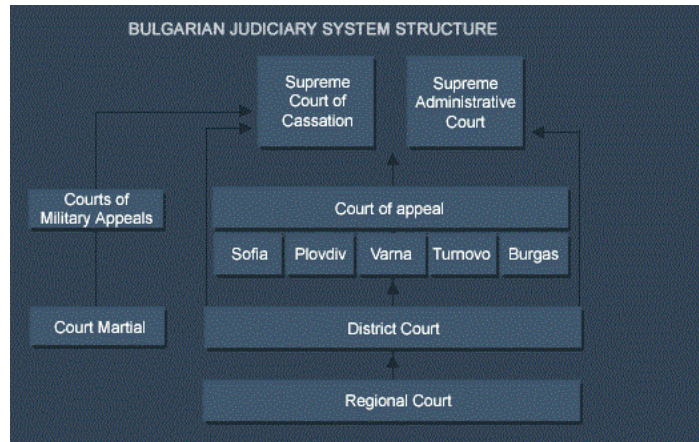 BULGARIAN JUDICIARY SYSTEM STRUCTURE
Supreme
Court of
Cassation
Supreme
Administrative
Court
Courts of
Military Appeals
Court of appeal
Sofia
Plovdiv
Varna
Turnovo
Burgas
Court Martial
District Court
Regional Court